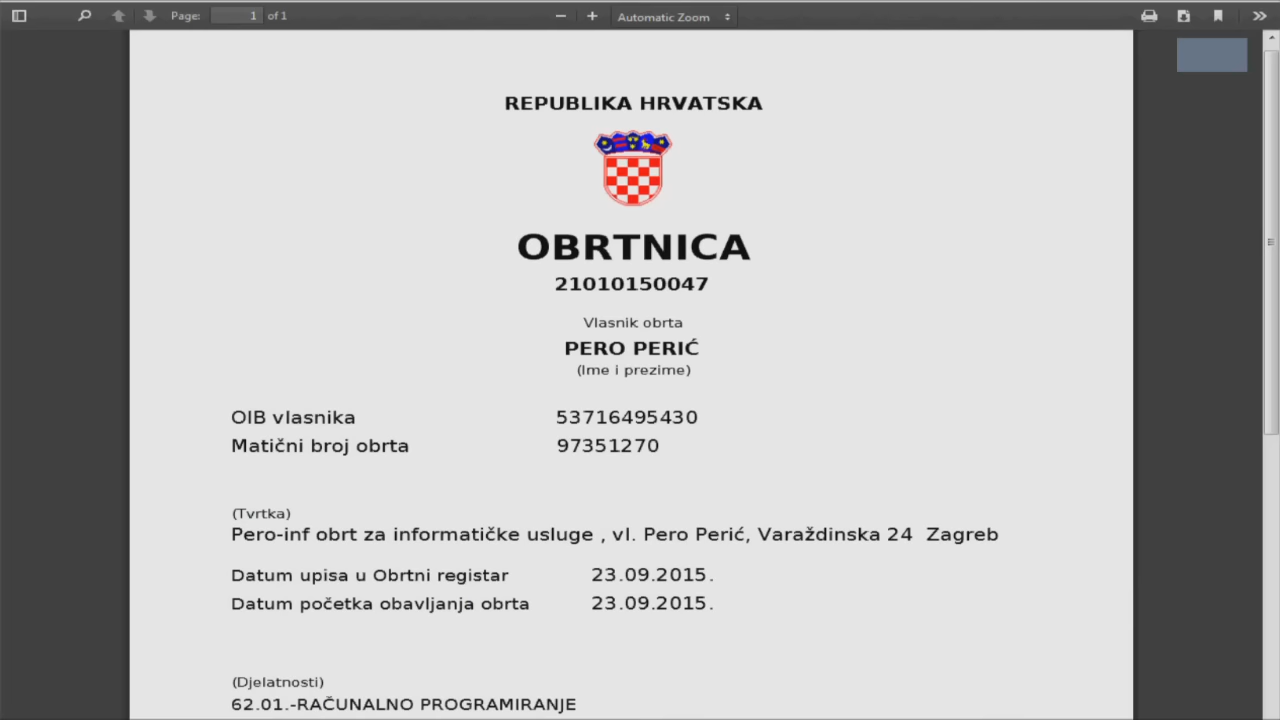 Page: 1 of 1
Automatic Zoom
REPUBLIKA HRVATSKA
OBRTNICA
21010150047
Vlasnik obrta
PERO PERIĆ
(Ime i prezime)
OIB vlasnika 53716495430
Matični broj obrta 97351270
(Tvrtka)
Pero-inf obrt za informatičke usluge , vl. Pero Perić, Varaždinska 24 Zagreb
Datum upisa u Obrtni registar 23.09.2015.
Datum početka obavljanja obrta 23.09.2015.
(Djelatnosti)
62.01.-RAČUNALNO PROGRAMIRANJE